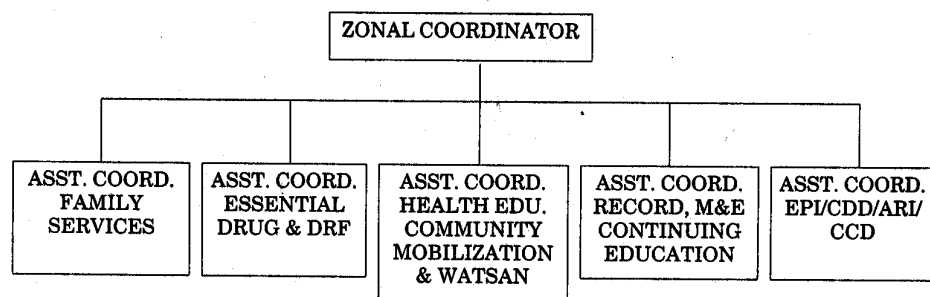 ZONAL COORDINATOR
ASST. COORD.
FAMILY
SERVICES
ASST. COORD.
ESSENTIAL
DRUG & DRF
ASST. COORD.
HEALTH EDU.
COMMUNITY
MOBILIZATION
& WATSAN
ASST. COORD.
RECORD, M&E
CONTINUING
EDUCATION
ASST. COORD.
EPI/CDD/ARI/
CCD